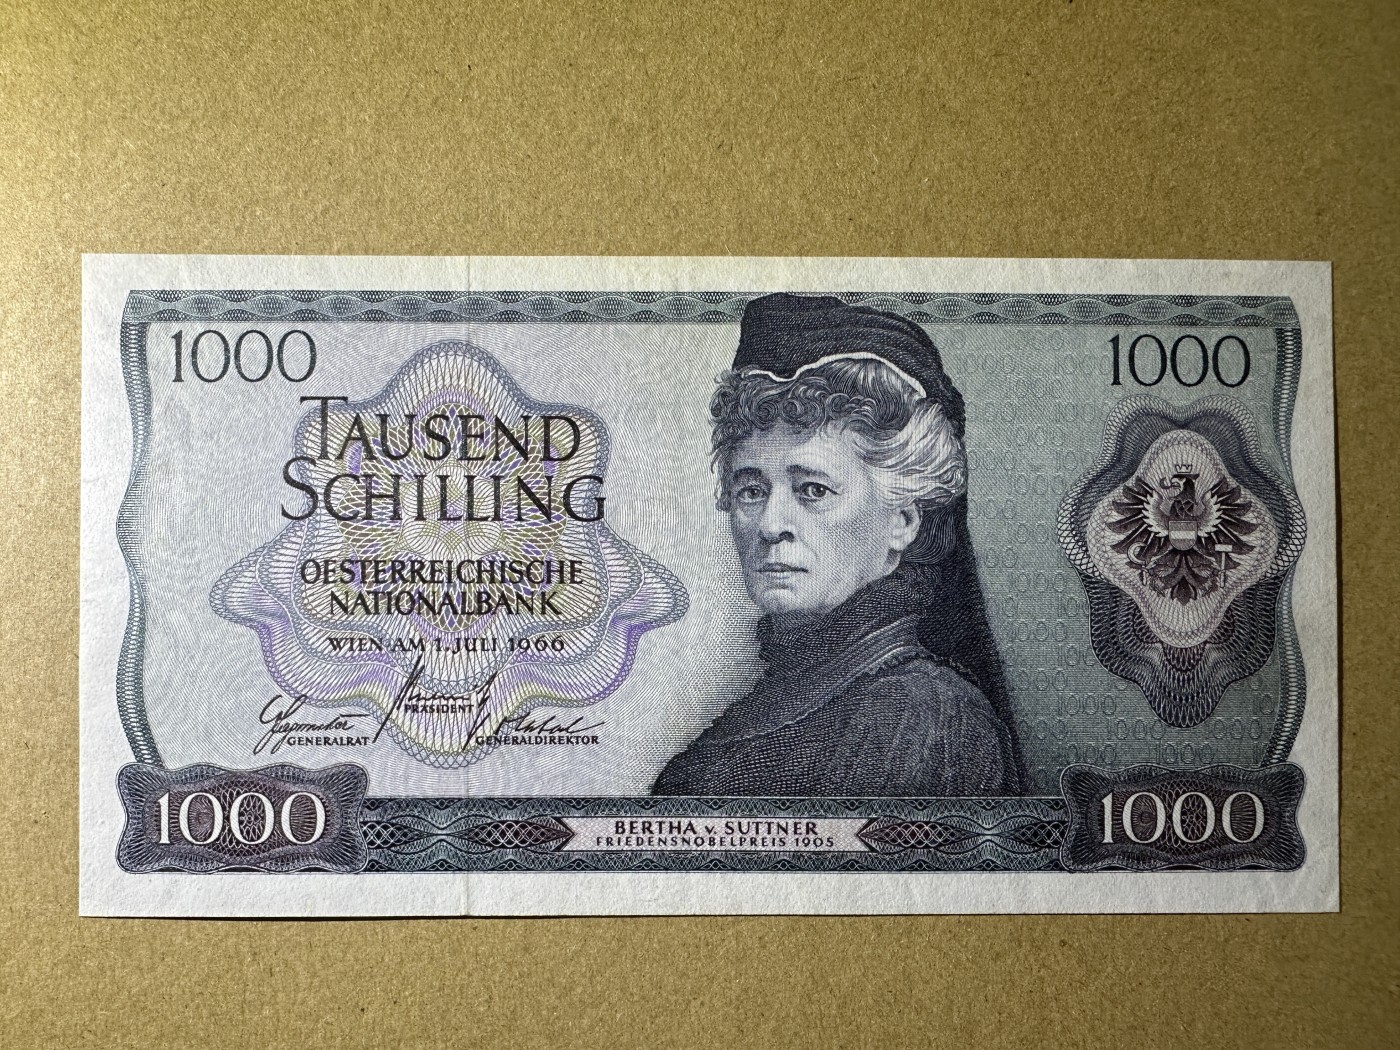 1000
1000
TAUSEND
SCHILLING
OESTERREICHISCHE
NATIONALBANK
WIEN AM 1. JULI 1966
PRÄSIDENT
GENERALRAT
GENERALDIREKTOR
1000
1000
BERTHA v. SUTTNER
FRIEDENSNOBELPREIS 1905